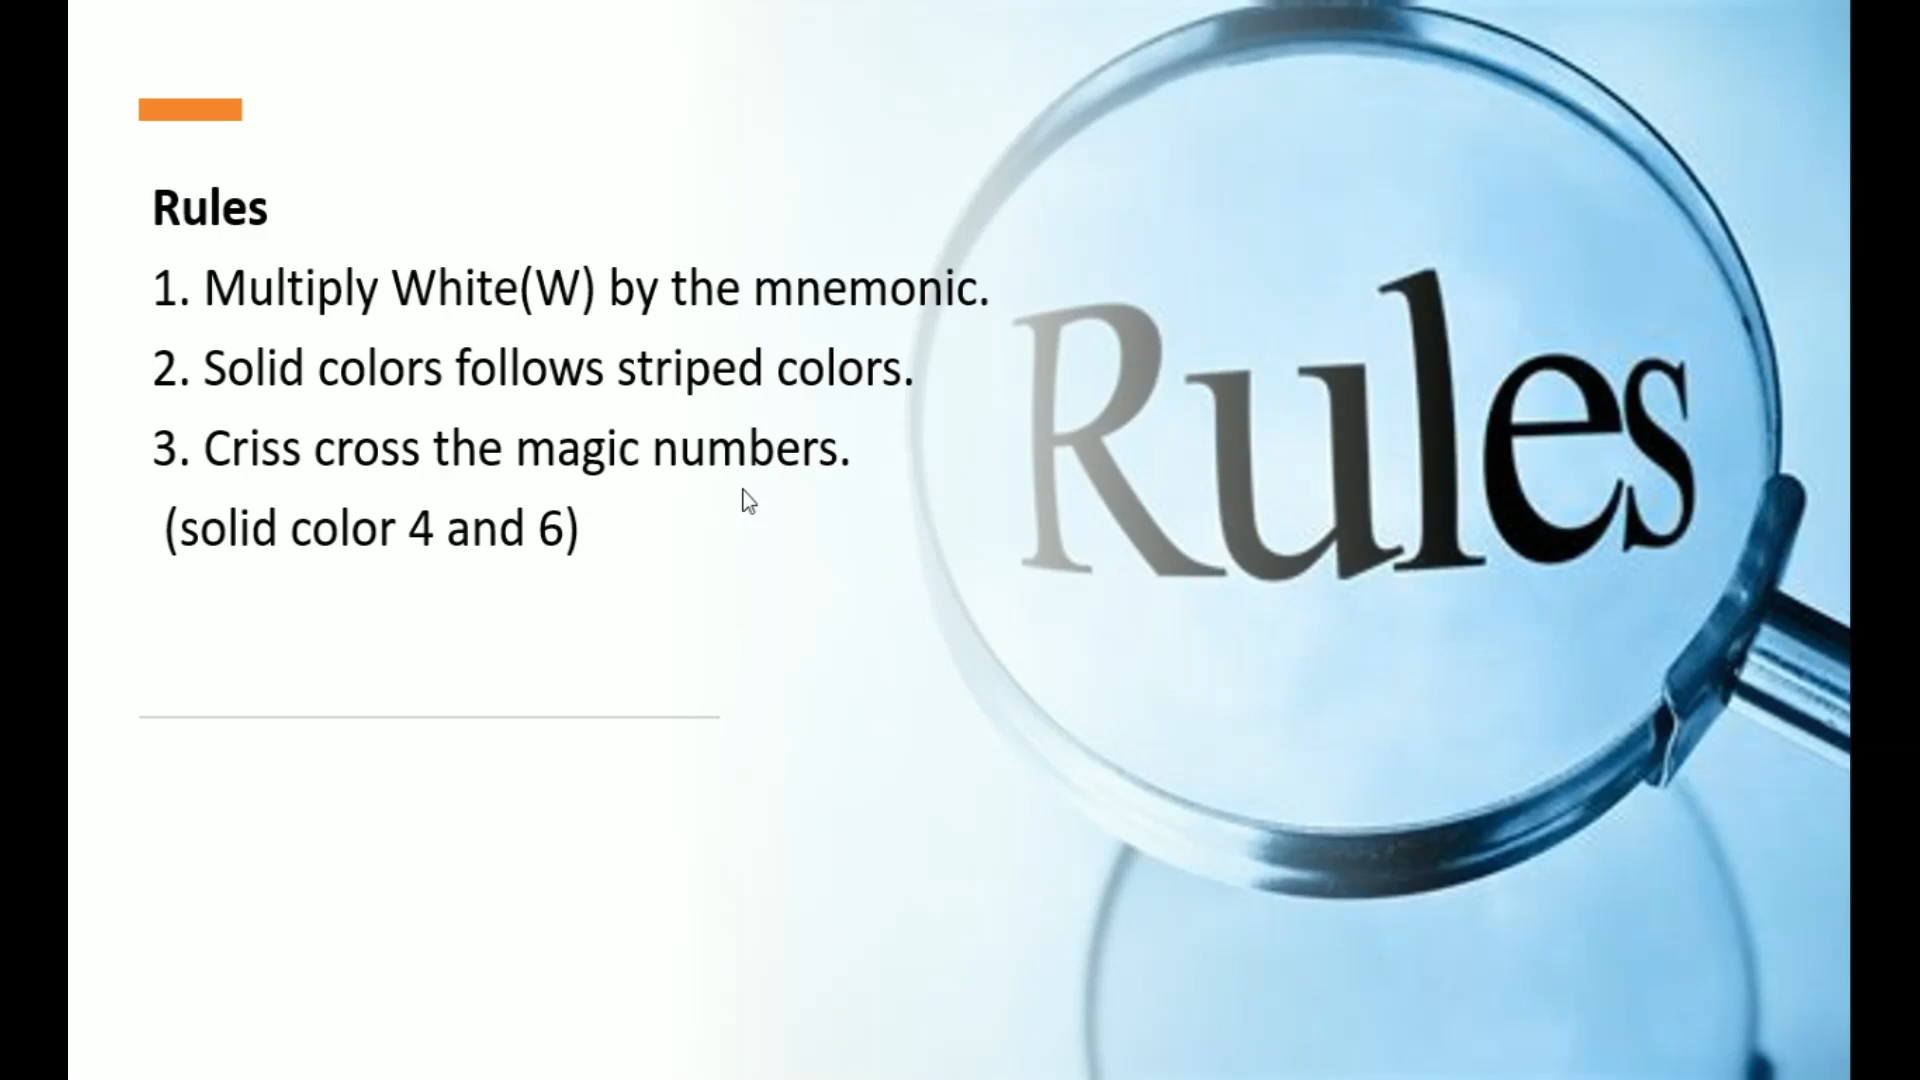 Rules
1. Multiply White(W) by the mnemonic.
2. Solid colors follows striped colors.
3. Criss cross the magic numbers.
(solid color 4 and 6)
Rules